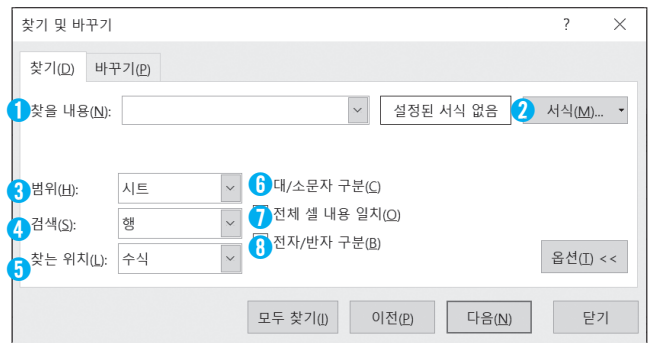 찾기 및 바꾸기 ? ×
찾기(D) 바꾸기(P)
1 찾을 내용(N): 설정된 서식 없음 2 서식(M)...
3 범위(H): 시트 6 대/소문자 구분(C)
4 검색(S): 행 7 전체 셀 내용 일치(O)
5 찾는 위치(L): 수식 8 전자/반자 구분(B)
옵션(T) <<
모두 찾기(I) 이전(P) 다음(N) 닫기